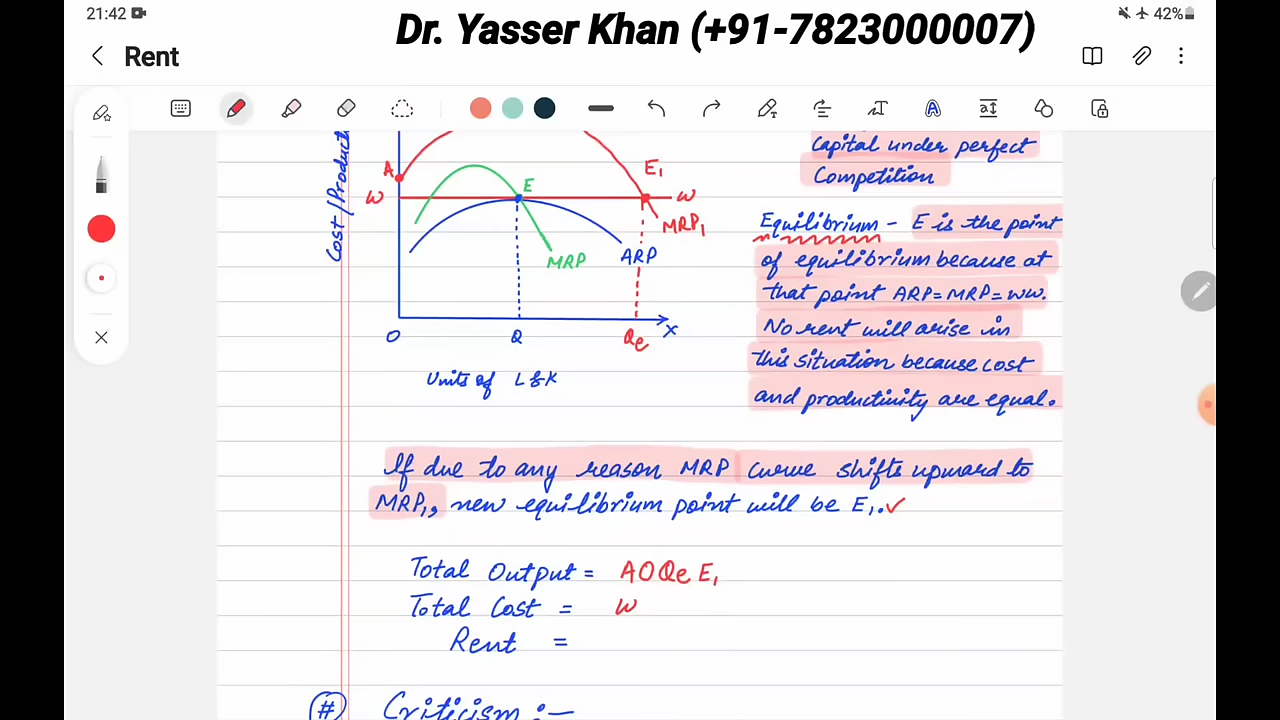 21:42
42%
Dr. Yasser Khan (+91-7823000007)
Rent
Cost/Product
A
W
E
E1
W
MRP1
MRP
ARP
O
Q
Qe
X
Units of L&K
Capital under perfect
Competition
Equilibrium - E is the point
of equilibrium because at
that point ARP=MRP=WW.
No rent will arise in
this situation because cost
and productivity are equal.
If due to any reason MRP curve shifts upward to
MRP1, new equilibrium point will be E1.✓
Total Output = AOQeE1
Total Cost = W
Rent =
# Criticism :-